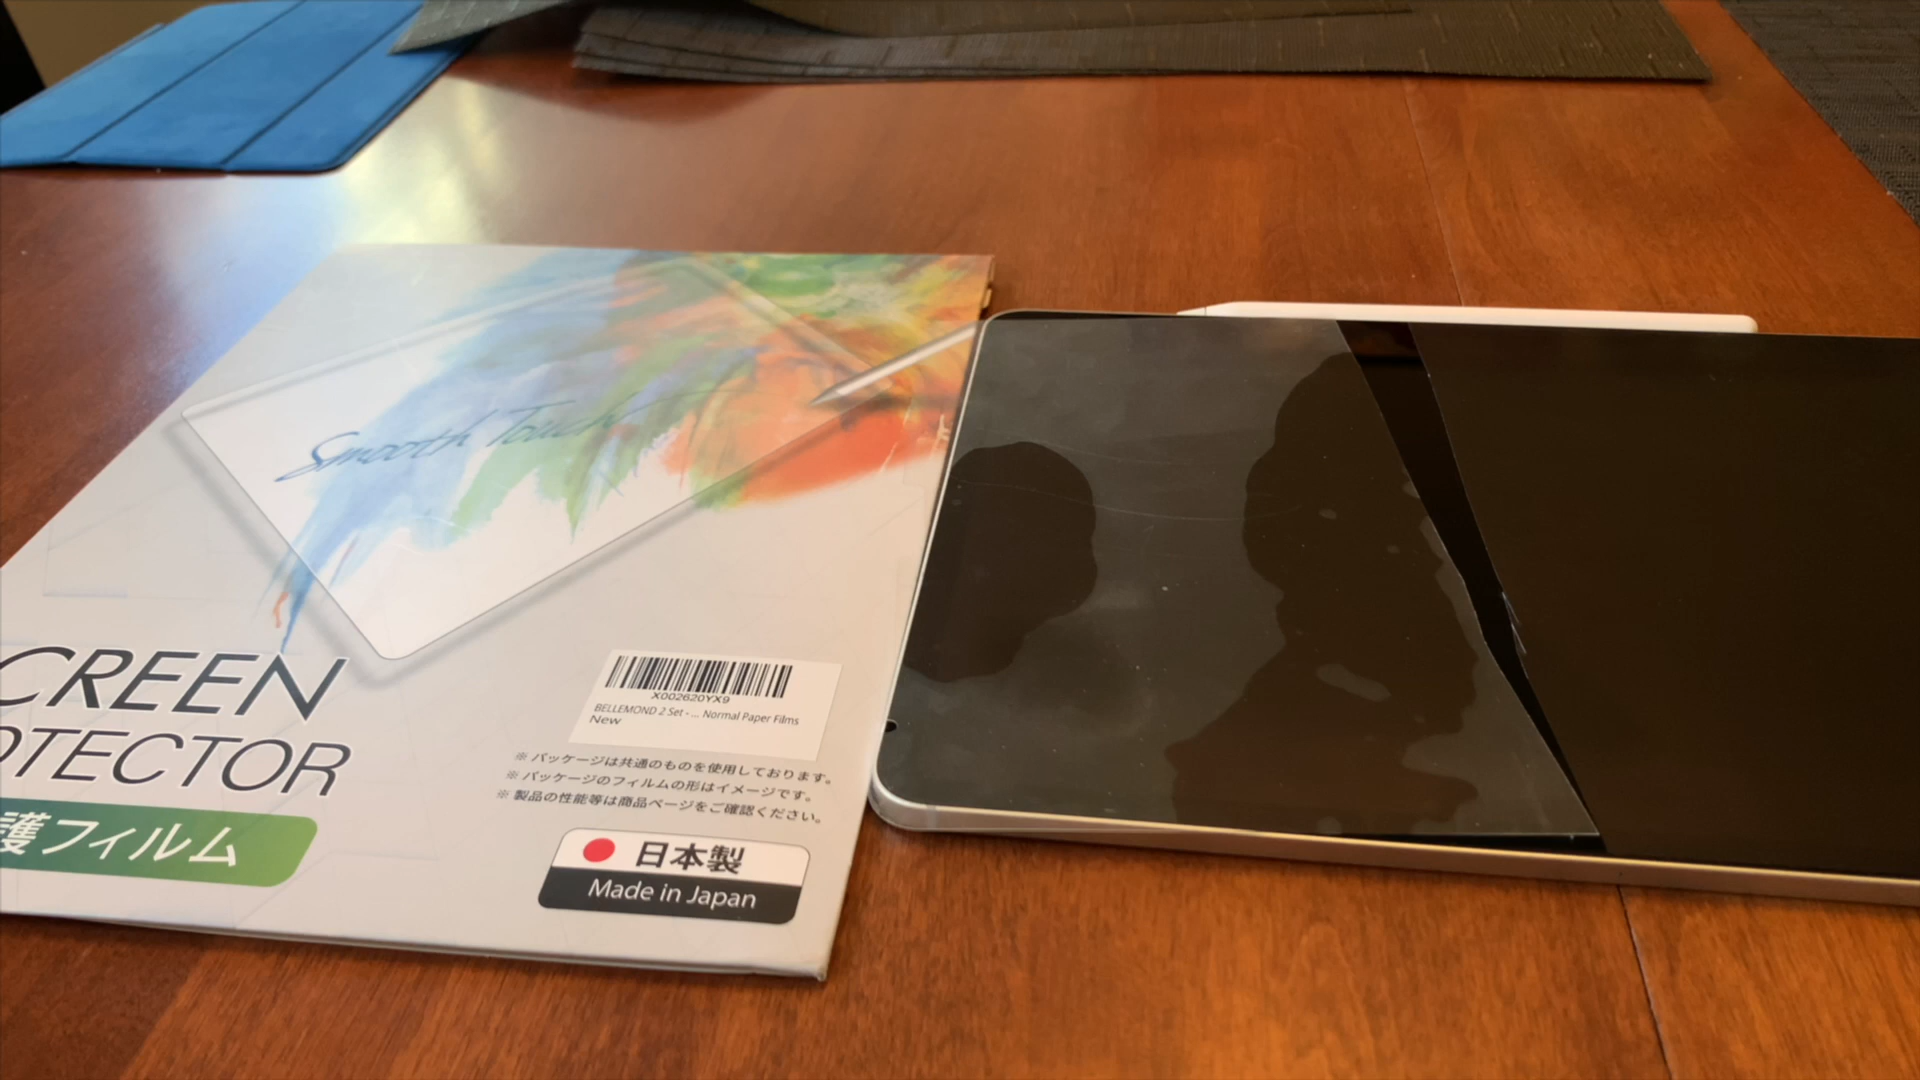 Smooth Touch
CREEN
OTECTOR
護フィルム
X002620YX9
BELLEMOND 2 Set - ... Normal Paper Films
New
※ パッケージは共通のものを使用しております。
※ パッケージのフィルムの形はイメージです。
※ 製品の性能等は商品ページをご確認ください。
日本製
Made in Japan